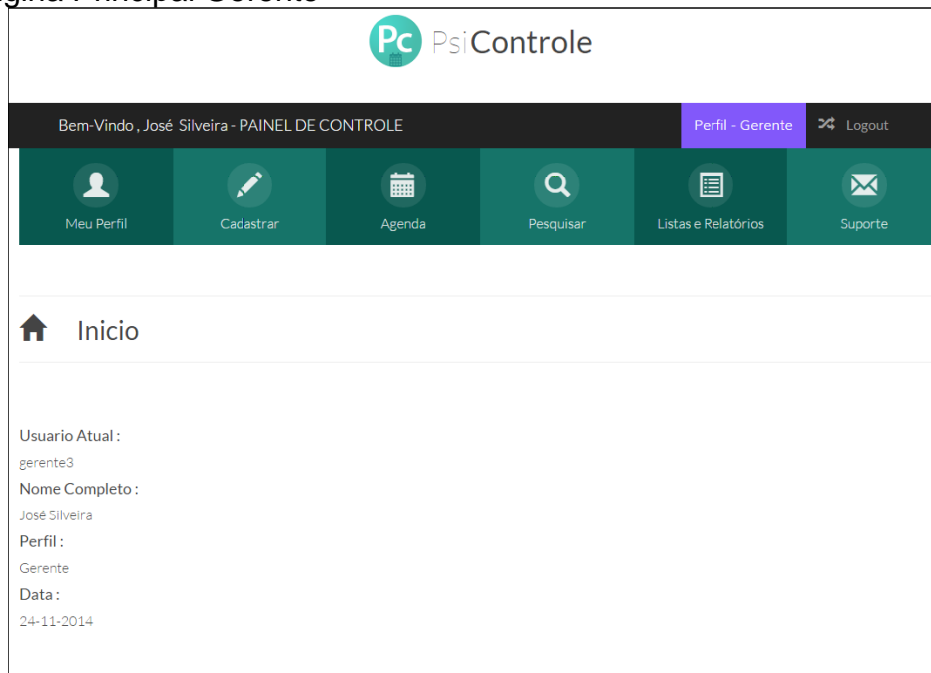 Principal Gerente
Pc PsiControle
Bem-Vindo , José Silveira - PAINEL DE CONTROLE Perfil - Gerente Logout
Meu Perfil Cadastrar Agenda Pesquisar Listas e Relatórios Suporte
Inicio
Usuario Atual :
gerente3
Nome Completo :
José Silveira
Perfil :
Gerente
Data :
24-11-2014